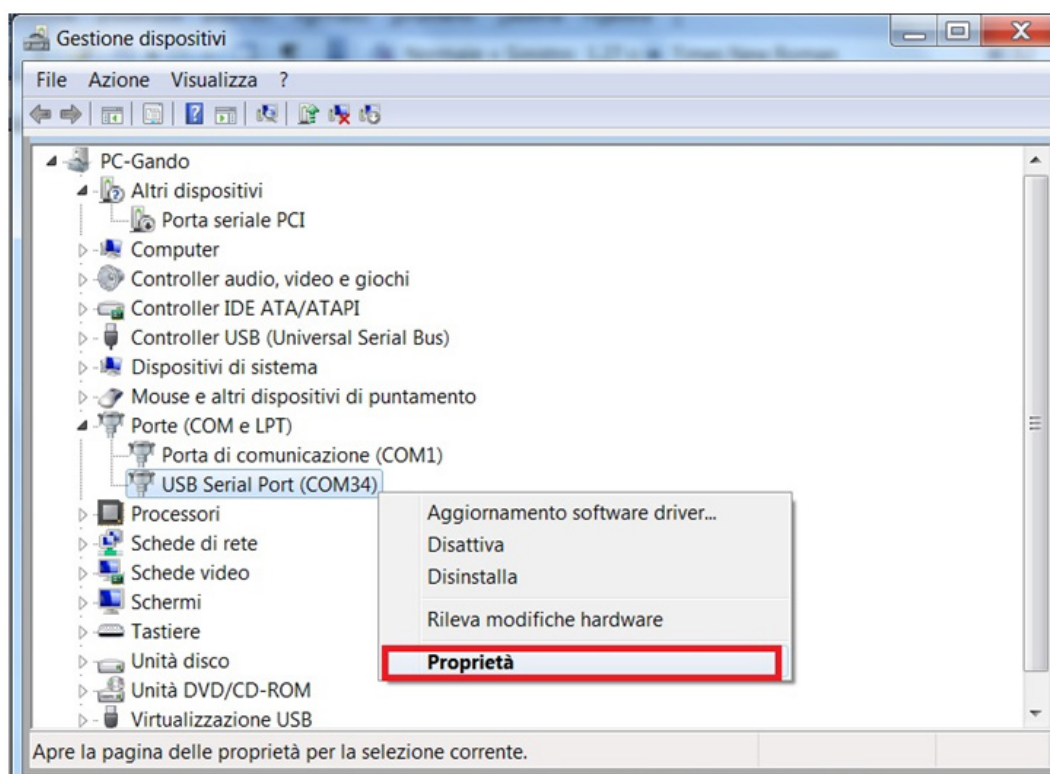 Gestione dispositivi
File Azione Visualizza ?
PC-Gando
Altri dispositivi
Porta seriale PCI
Computer
Controller audio, video e giochi
Controller IDE ATA/ATAPI
Controller USB (Universal Serial Bus)
Dispositivi di sistema
Mouse e altri dispositivi di puntamento
Porte (COM e LPT)
Porta di comunicazione (COM1)
USB Serial Port (COM34)
Processori
Schede di rete
Schede video
Schermi
Tastiere
Unità disco
Unità DVD/CD-ROM
Virtualizzazione USB
Aggiornamento software driver...
Disattiva
Disinstalla
Rileva modifiche hardware
Proprietà
Apre la pagina delle proprietà per la selezione corrente.